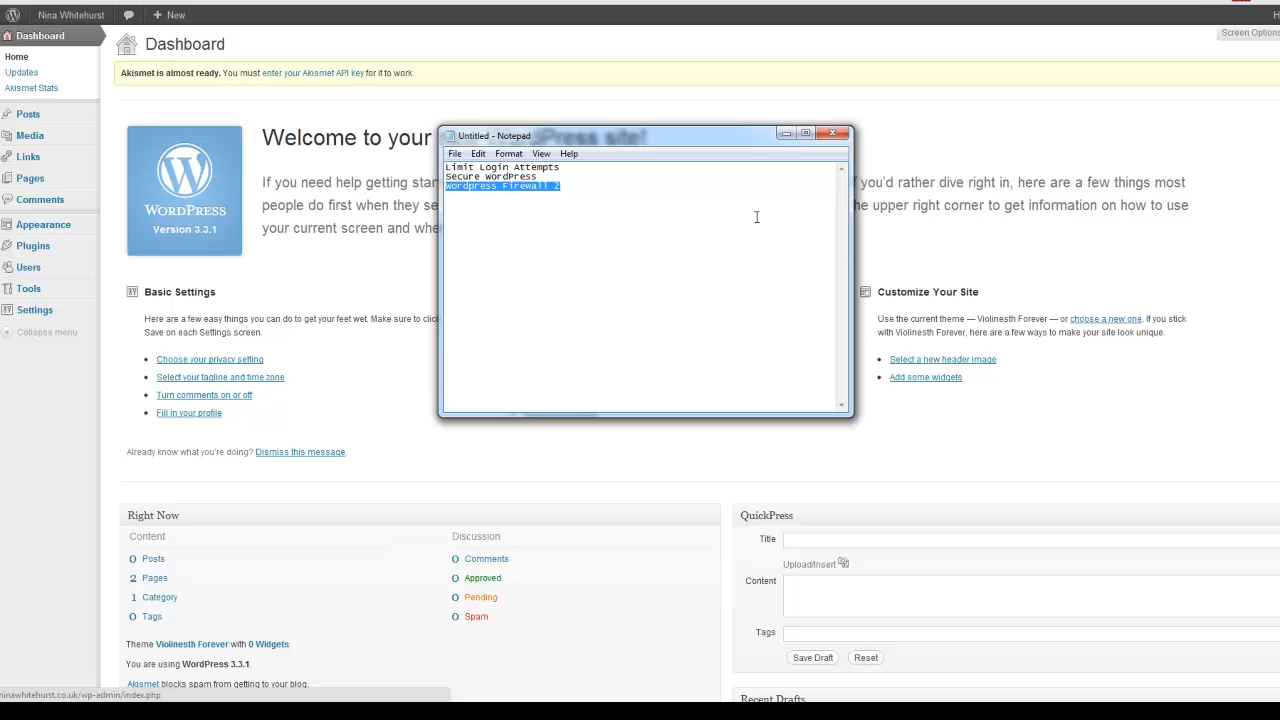 Nina Whitehurst
New
H
Dashboard
Home
Updates
Akismet Stats
Posts
Media
Links
Pages
Comments
Appearance
Plugins
Users
Tools
Settings
Collapse menu
Dashboard
Screen Options
Akismet is almost ready. You must enter your Akismet API key for it to work.
Welcome to your WordPress site!
If you need help getting star
f you'd rather dive right in, here are a few things most
people do first when they se
he upper right corner to get information on how to use
your current screen and whe
WORDPRESS
Version 3.3.1
Untitled - Notepad
File Edit Format View Help
Limit Login Attempts
Secure WordPress
Wordpress Firewall 2
Basic Settings
Here are a few easy things you can do to get your feet wet. Make sure to clic
Save on each Settings screen.
• Choose your privacy setting
• Select your tagline and time zone
• Turn comments on or off
• Fill in your profile
Customize Your Site
Use the current theme — Violinesth Forever — or choose a new one. If you stick
with Violinesth Forever, here are a few ways to make your site look unique.
• Select a new header image
• Add some widgets
Already know what you're doing? Dismiss this message.
Right Now
Content
0 Posts
2 Pages
1 Category
0 Tags
Discussion
0 Comments
0 Approved
0 Pending
0 Spam
Theme Violinesth Forever with 0 Widgets
You are using WordPress 3.3.1.
Akismet blocks spam from getting to your blog.
QuickPress
Title
Upload/Insert
Content
Tags
Save Draft Reset
Recent Drafts
ninawhitehurst.co.uk/wp-admin/index.php